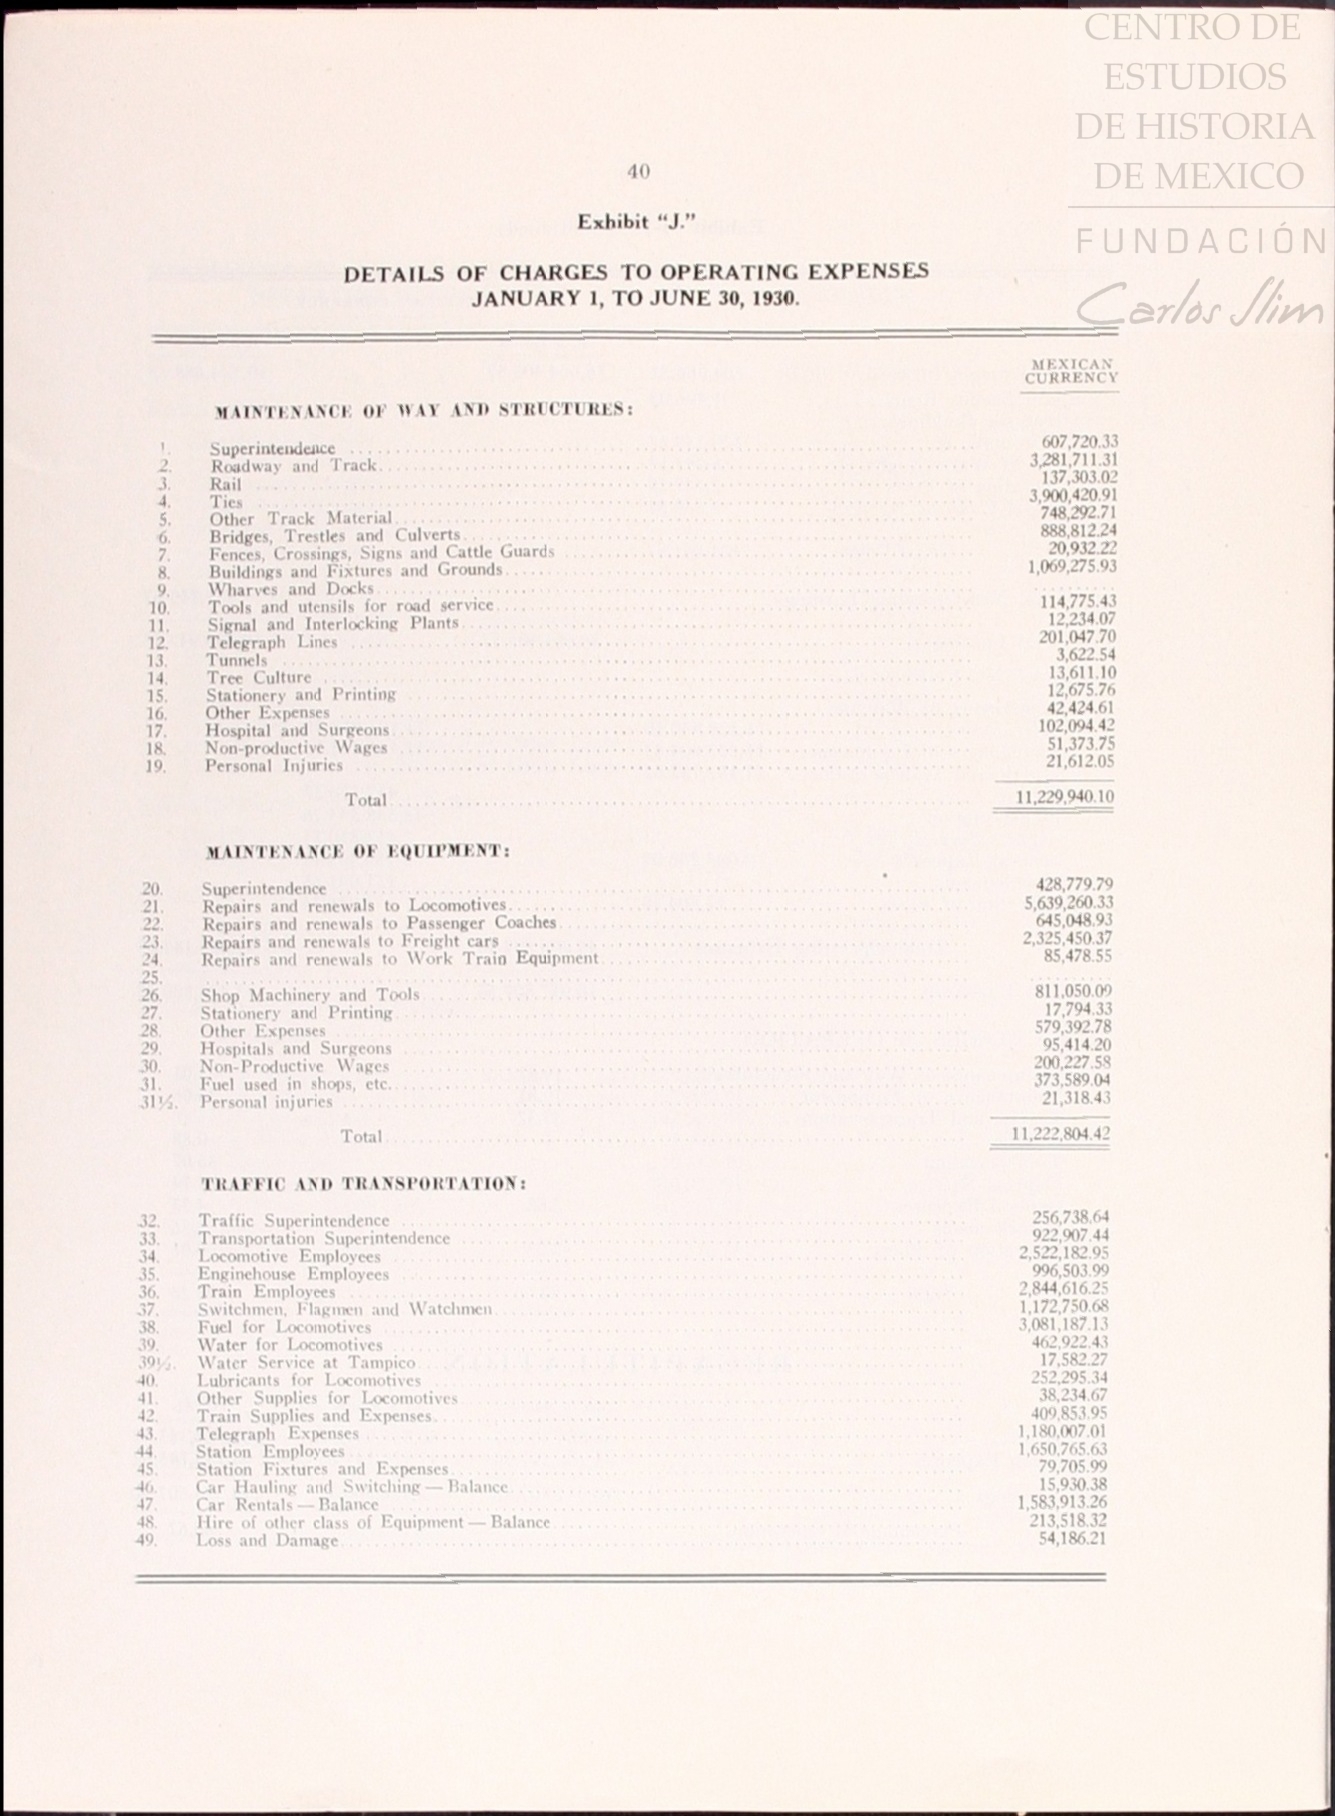 CENTRO DE
ESTUDIOS
DE HISTORIA
DE MEXICO
FUNDACIÓN
Carlos Slim
40
Exhibit “J.”
DETAILS OF CHARGES TO OPERATING EXPENSES
JANUARY 1, TO JUNE 30, 1930.
MEXICAN
CURRENCY
MAINTENANCE OF WAY AND STRUCTURES:
1. Superintendence 607,720.33
2. Roadway and Track 3,281,711.31
3. Rail 137,303.02
4. Ties 3,900,420.91
5. Other Track Material 748,292.71
6. Bridges, Trestles and Culverts 888,812.24
7. Fences, Crossings, Signs and Cattle Guards 20,932.22
8. Buildings and Fixtures and Grounds 1,069,275.93
9. Wharves and Docks
10. Tools and utensils for road service 114,775.43
11. Signal and Interlocking Plants 12,234.07
12. Telegraph Lines 201,047.70
13. Tunnels 3,622.54
14. Tree Culture 13,611.10
15. Stationery and Printing 12,675.76
16. Other Expenses 42,424.61
17. Hospital and Surgeons 102,094.42
18. Non-productive Wages 51,373.75
19. Personal Injuries 21,612.05
Total 11,229,940.10
MAINTENANCE OF EQUIPMENT:
20. Superintendence 428,779.79
21. Repairs and renewals to Locomotives 5,639,260.33
22. Repairs and renewals to Passenger Coaches 645,048.93
23. Repairs and renewals to Freight cars 2,325,450.37
24. Repairs and renewals to Work Train Equipment 85,478.55
25.
26. Shop Machinery and Tools 811,050.09
27. Stationery and Printing 17,794.33
28. Other Expenses 579,392.78
29. Hospitals and Surgeons 95,414.20
30. Non-Productive Wages 200,227.58
31. Fuel used in shops, etc. 373,589.04
31½. Personal injuries 21,318.43
Total 11,222,804.42
TRAFFIC AND TRANSPORTATION:
32. Traffic Superintendence 256,738.64
33. Transportation Superintendence 922,907.44
34. Locomotive Employees 2,522,182.95
35. Enginehouse Employees 996,503.99
36. Train Employees 2,844,616.25
37. Switchmen, Flagmen and Watchmen 1,172,750.68
38. Fuel for Locomotives 3,081,187.13
39. Water for Locomotives 462,922.43
39½. Water Service at Tampico 17,582.27
40. Lubricants for Locomotives 252,295.34
41. Other Supplies for Locomotives 38,234.67
42. Train Supplies and Expenses 409,853.95
43. Telegraph Expenses 1,180,007.01
44. Station Employees 1,650,765.63
45. Station Fixtures and Expenses 79,705.99
46. Car Hauling and Switching — Balance 15,930.38
47. Car Rentals — Balance 1,583,913.26
48. Hire of other class of Equipment — Balance 213,518.32
49. Loss and Damage 54,186.21